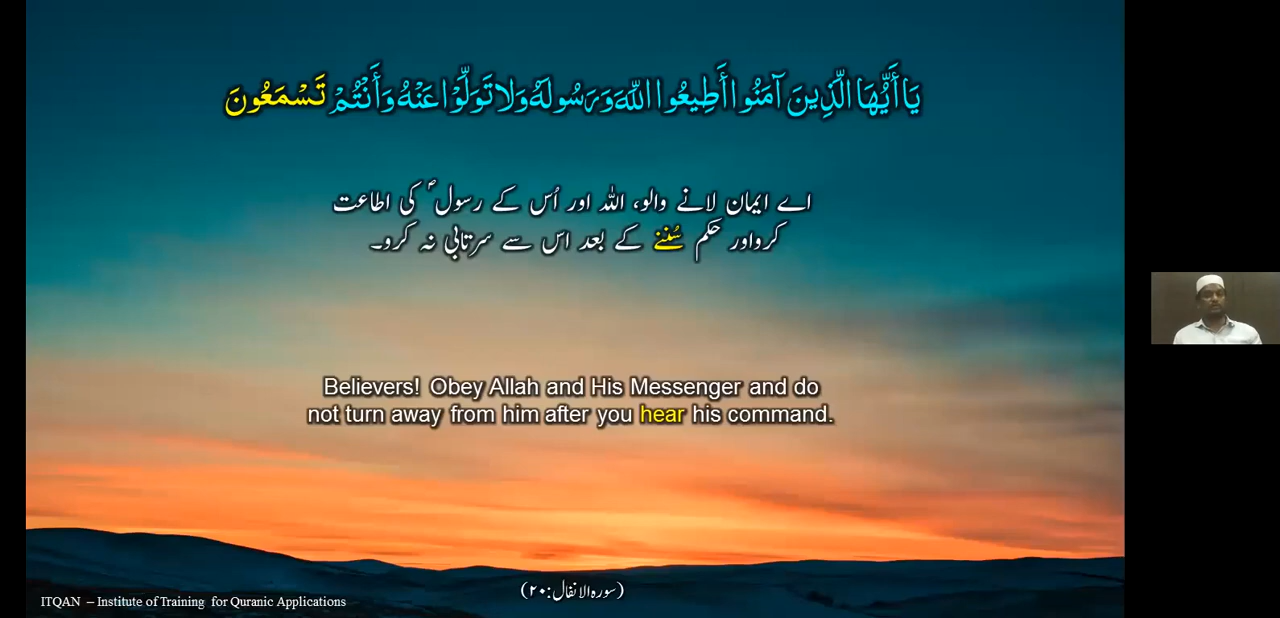 يَا أَيُّهَا الَّذِينَ آمَنُوا أَطِيعُوا اللَّهَ وَرَسُولَهُ وَلَا تَوَلَّوْا عَنْهُ وَأَنْتُمْ تَسْمَعُونَ
اے ایمان لانے والو، اللہ اور اُس کے رسولؐ کی اطاعت
کرواور حکم سُننے کے بعد اس سے سرتابی نہ کرو۔
Believers! Obey Allah and His Messenger and do
not turn away from him after you hear his command.
(سورہ الانفال:۲۰)
ITQAN – Institute of Training for Quranic Applications